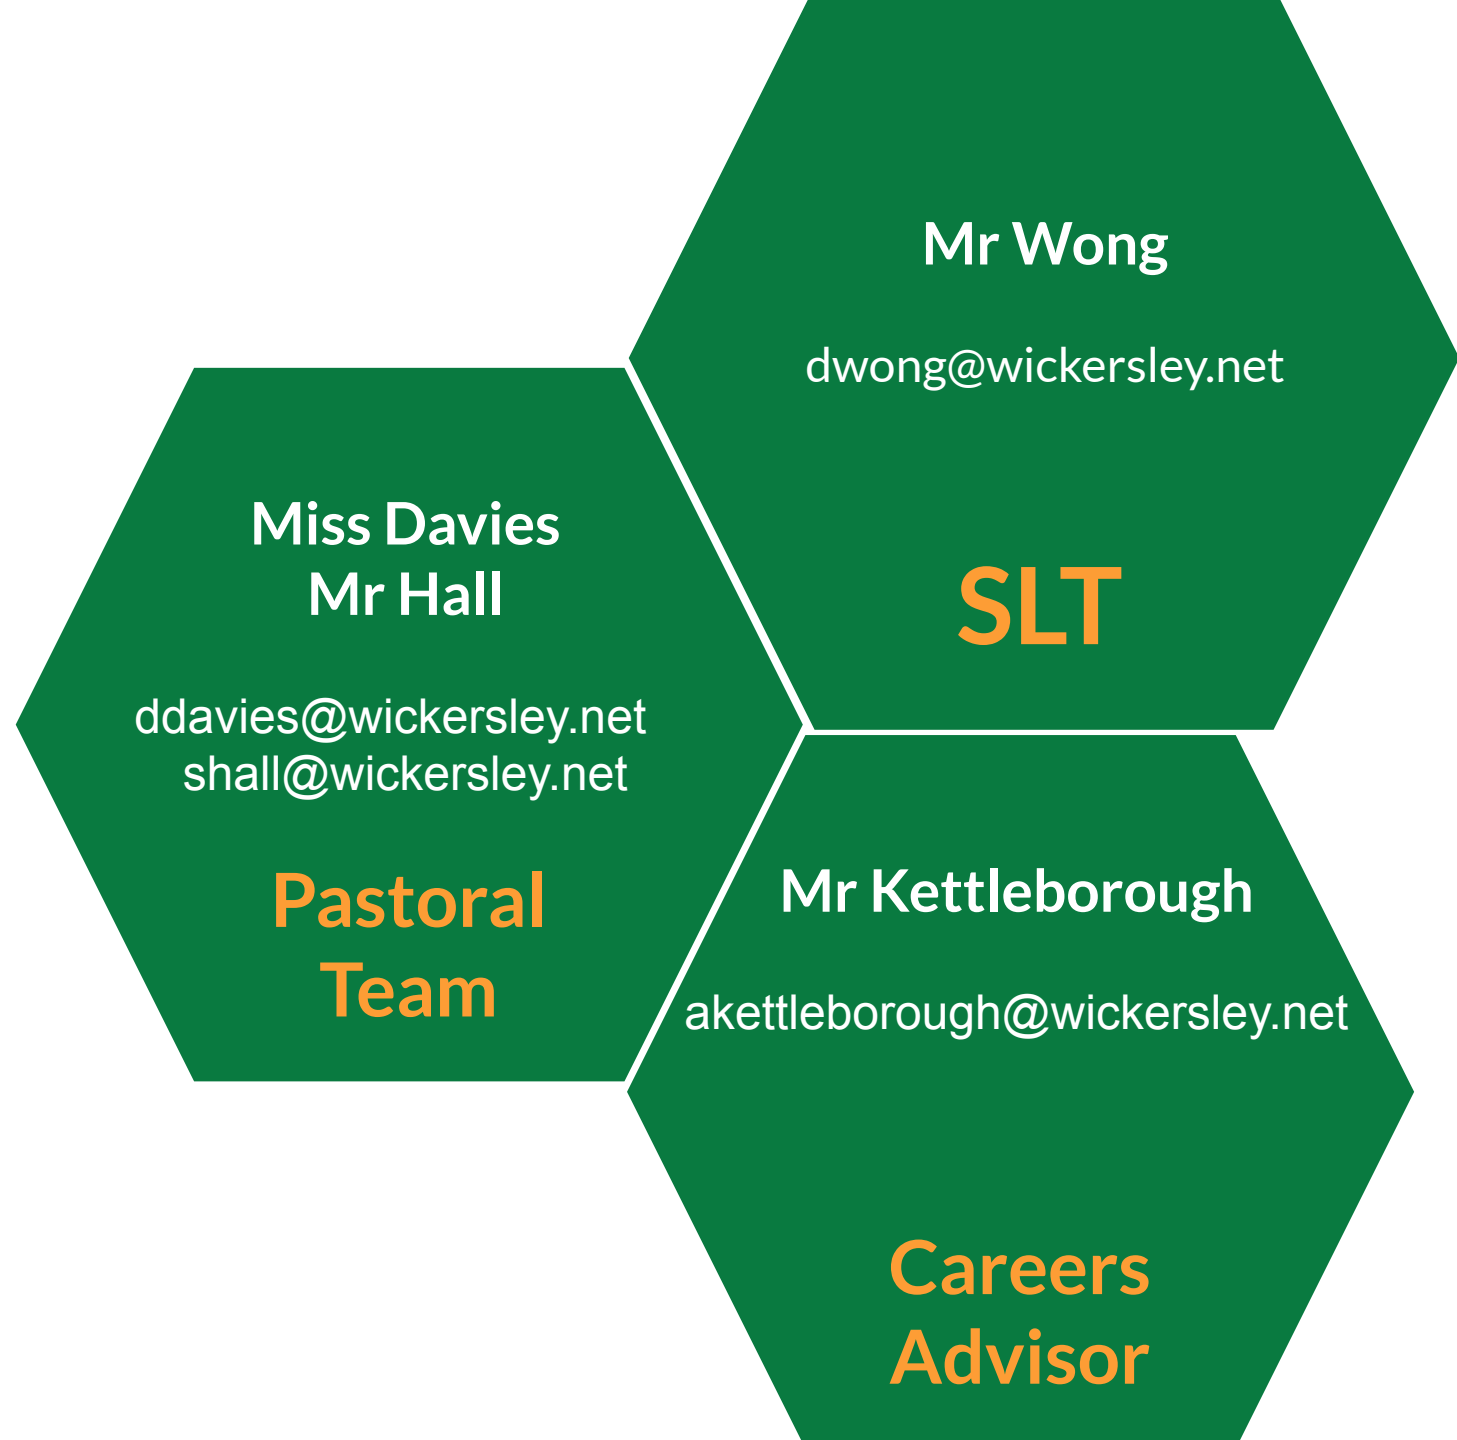 Mr Wong
dwong@wickersley.net
SLT
Miss Davies
Mr Hall
ddavies@wickersley.net
shall@wickersley.net
Pastoral
Team
Mr Kettleborough
akettleborough@wickersley.net
Careers
Advisor